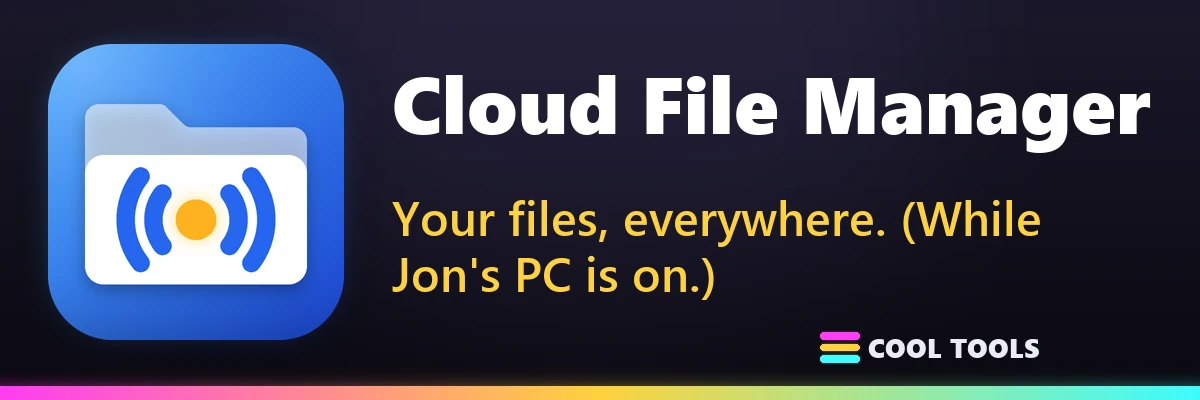 Cloud File Manager
Your files, everywhere. (While
Jon's PC is on.)
COOL TOOLS